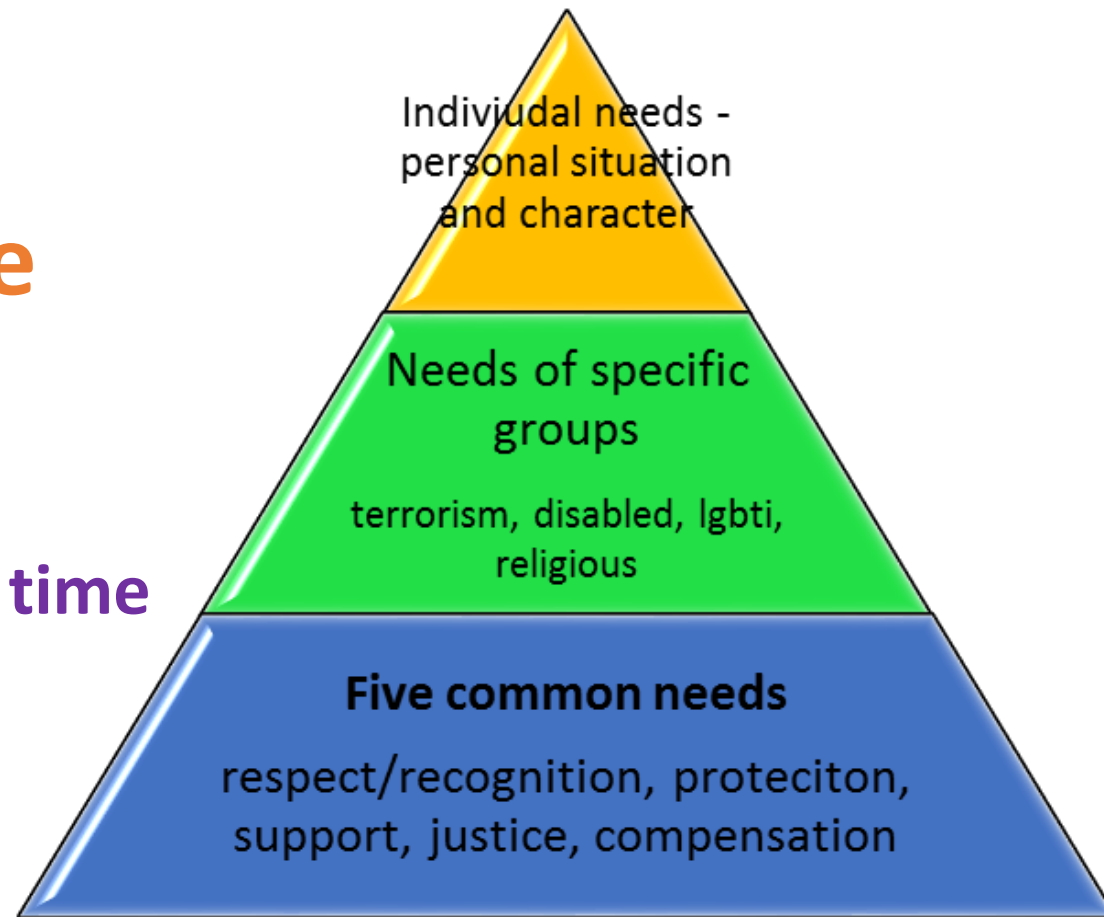 Indiviudal needs -
personal situation
and character
e
Needs of specific
groups
terrorism, disabled, lgbti,
religious
time
Five common needs
respect/recognition, proteciton,
support, justice, compensation